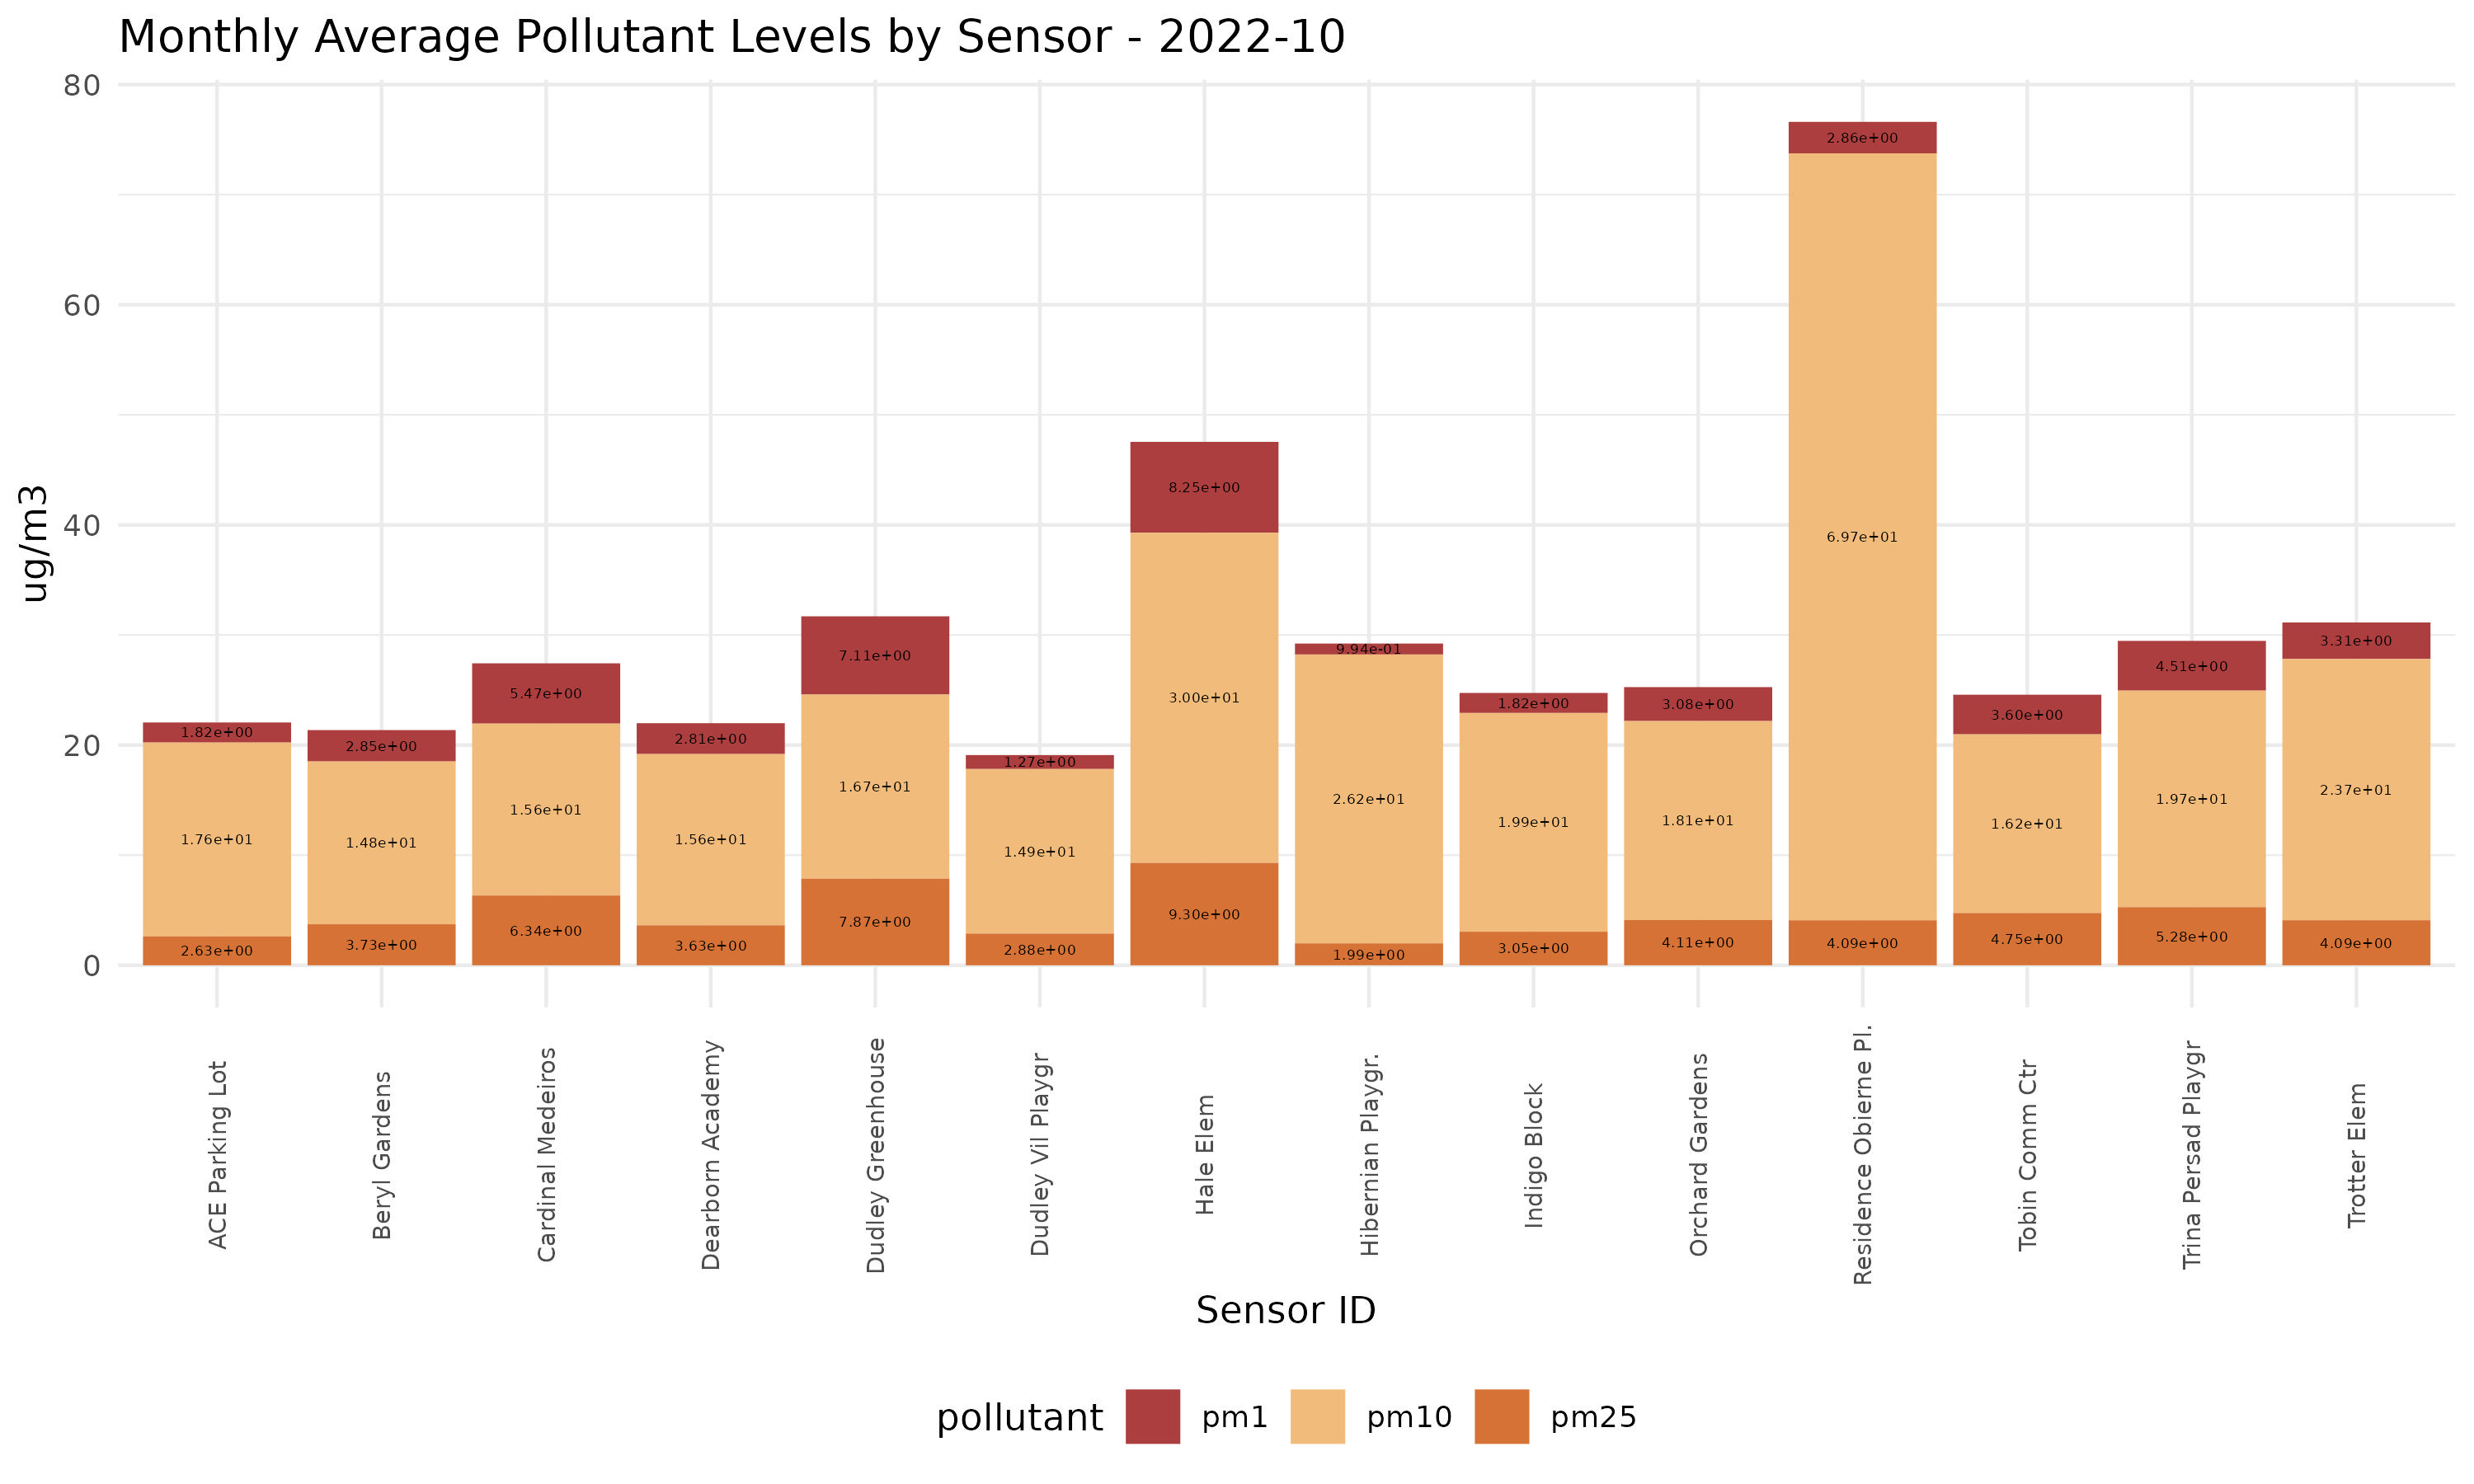 Monthly Average Pollutant Levels by Sensor - 2022-10
ug/m3
80
60
40
20
0
1.82e+00
1.76e+01
2.63e+00
2.85e+00
1.48e+01
3.73e+00
5.47e+00
1.56e+01
6.34e+00
2.81e+00
1.56e+01
3.63e+00
7.11e+00
1.67e+01
7.87e+00
1.27e+00
1.49e+01
2.88e+00
8.25e+00
3.00e+01
9.30e+00
9.94e-01
2.62e+01
1.99e+00
1.82e+00
1.99e+01
3.05e+00
3.08e+00
1.81e+01
4.11e+00
2.86e+00
6.97e+01
4.09e+00
3.60e+00
1.62e+01
4.75e+00
4.51e+00
1.97e+01
5.28e+00
3.31e+00
2.37e+01
4.09e+00
ACE Parking Lot
Beryl Gardens
Cardinal Medeiros
Dearborn Academy
Dudley Greenhouse
Dudley Vil Playgr
Hale Elem
Hibernian Playgr.
Indigo Block
Orchard Gardens
Residence Obierne Pl.
Tobin Comm Ctr
Trina Persad Playgr
Trotter Elem
Sensor ID
pollutant pm1 pm10 pm25